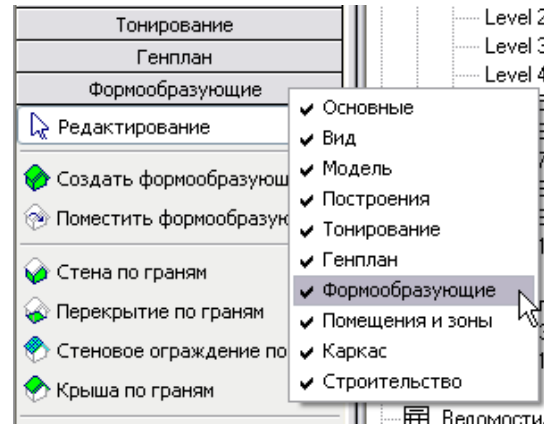 Тонирование
Генплан
Формообразующие
Редактирование
Создать формообразующ
Поместить формообразую
Стена по граням
Перекрытие по граням
Стеновое ограждение по
Крыша по граням
Основные
Вид
Модель
Построения
Тонирование
Генплан
Формообразующие
Помещения и зоны
Каркас
Строительство
Level 2
Level 3
Level 4
Ведомости